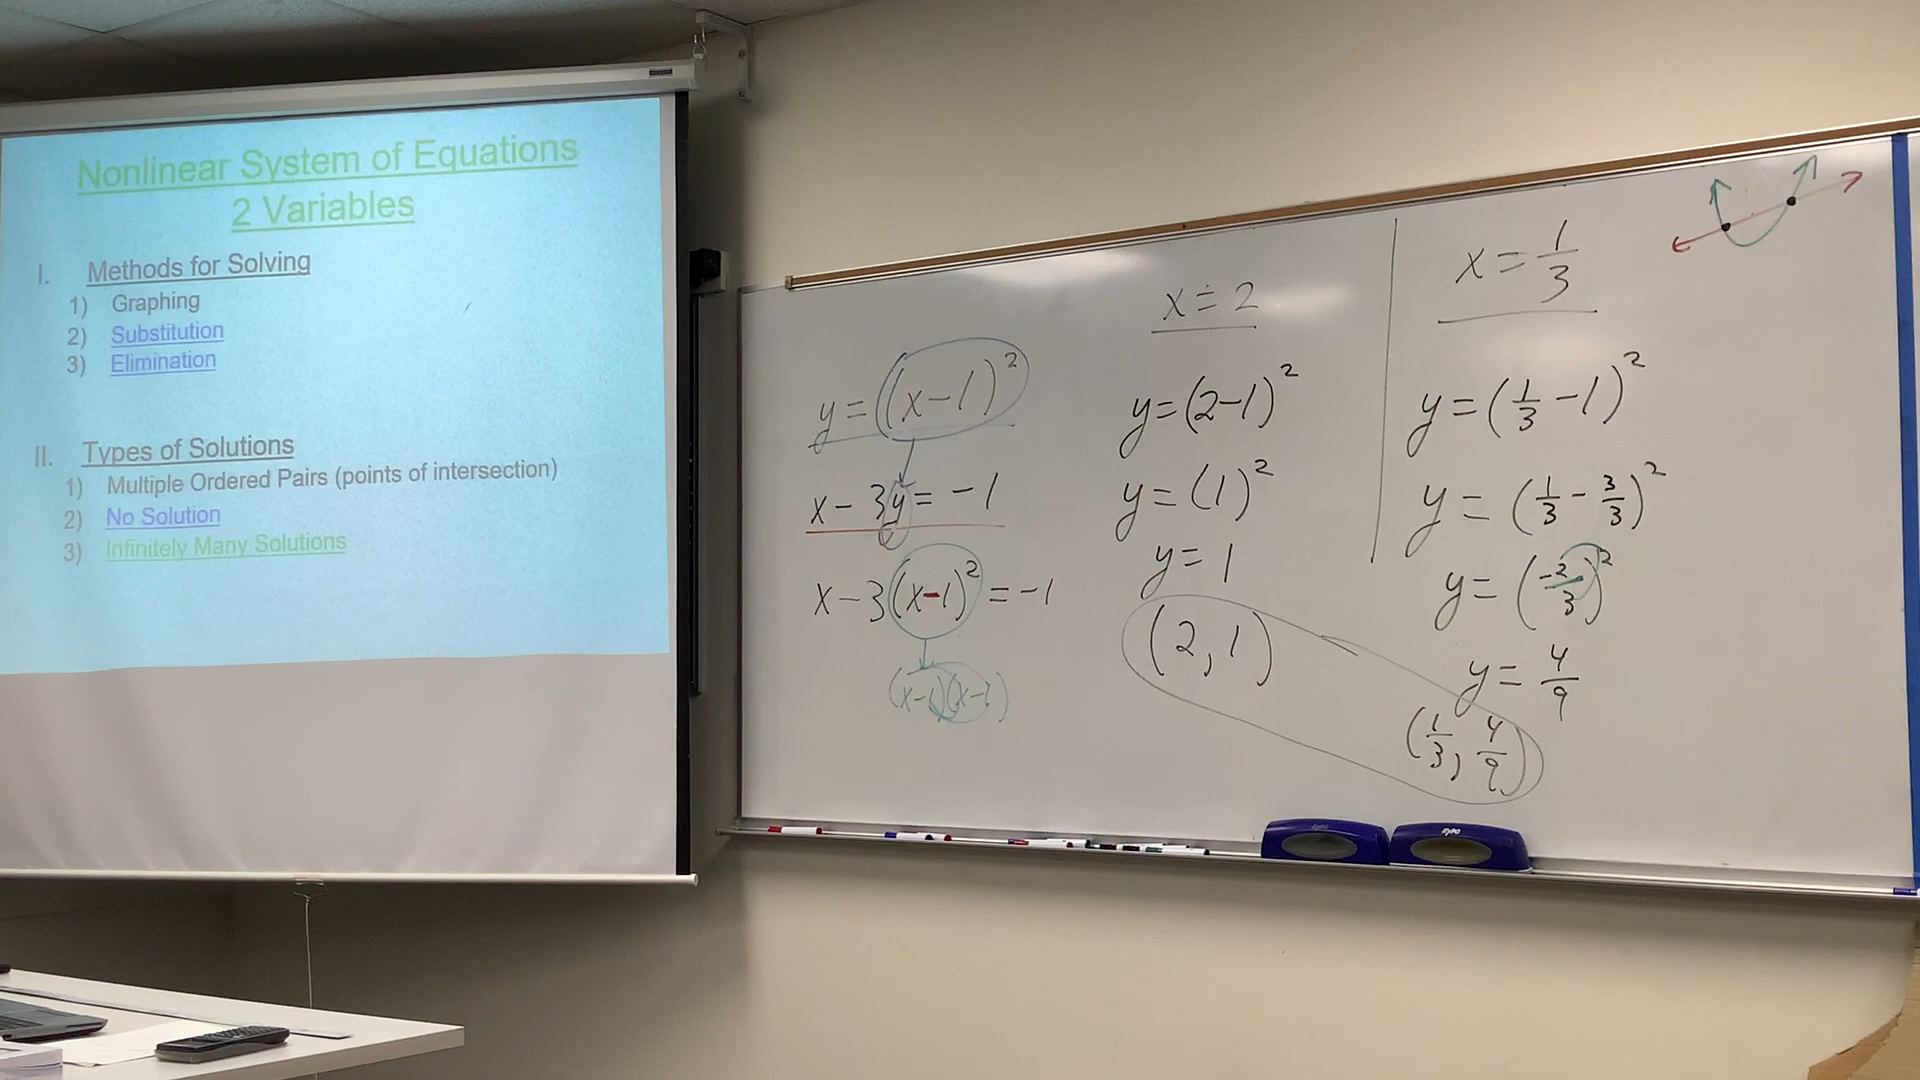 Nonlinear System of Equations
2 Variables
I. Methods for Solving
1) Graphing
2) Substitution
3) Elimination
II. Types of Solutions
1) Multiple Ordered Pairs (points of intersection)
2) No Solution
3) Infinitely Many Solutions
y = (x-1)²
x - 3y = -1
x - 3(x-1)² = -1
(x-1)(x-1)
x = 2
y = (2-1)²
y = (1)²
y = 1
(2, 1)
x = 1/3
y = (1/3 - 1)²
y = (1/3 - 3/3)²
y = (-2/3)²
y = 4/9
(1/3, 4/9)
EXPO
EXPO